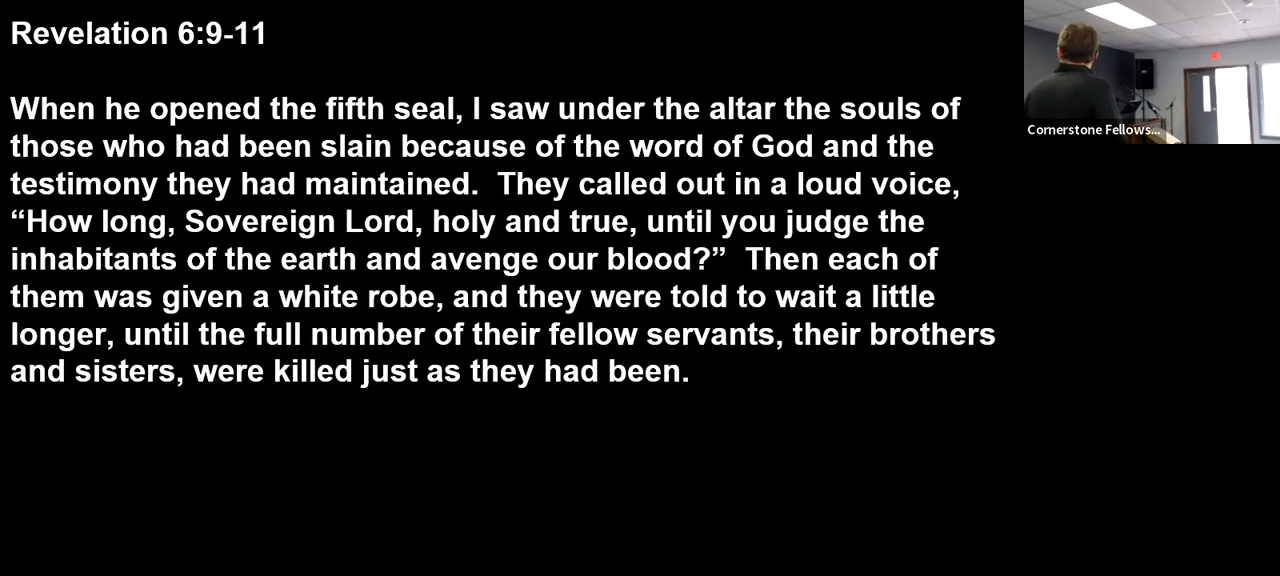 Revelation 6:9-11
When he opened the fifth seal, I saw under the altar the souls of
those who had been slain because of the word of God and the
testimony they had maintained.  They called out in a loud voice,
“How long, Sovereign Lord, holy and true, until you judge the
inhabitants of the earth and avenge our blood?”  Then each of
them was given a white robe, and they were told to wait a little
longer, until the full number of their fellow servants, their brothers
and sisters, were killed just as they had been.
Cornerstone Fellows...